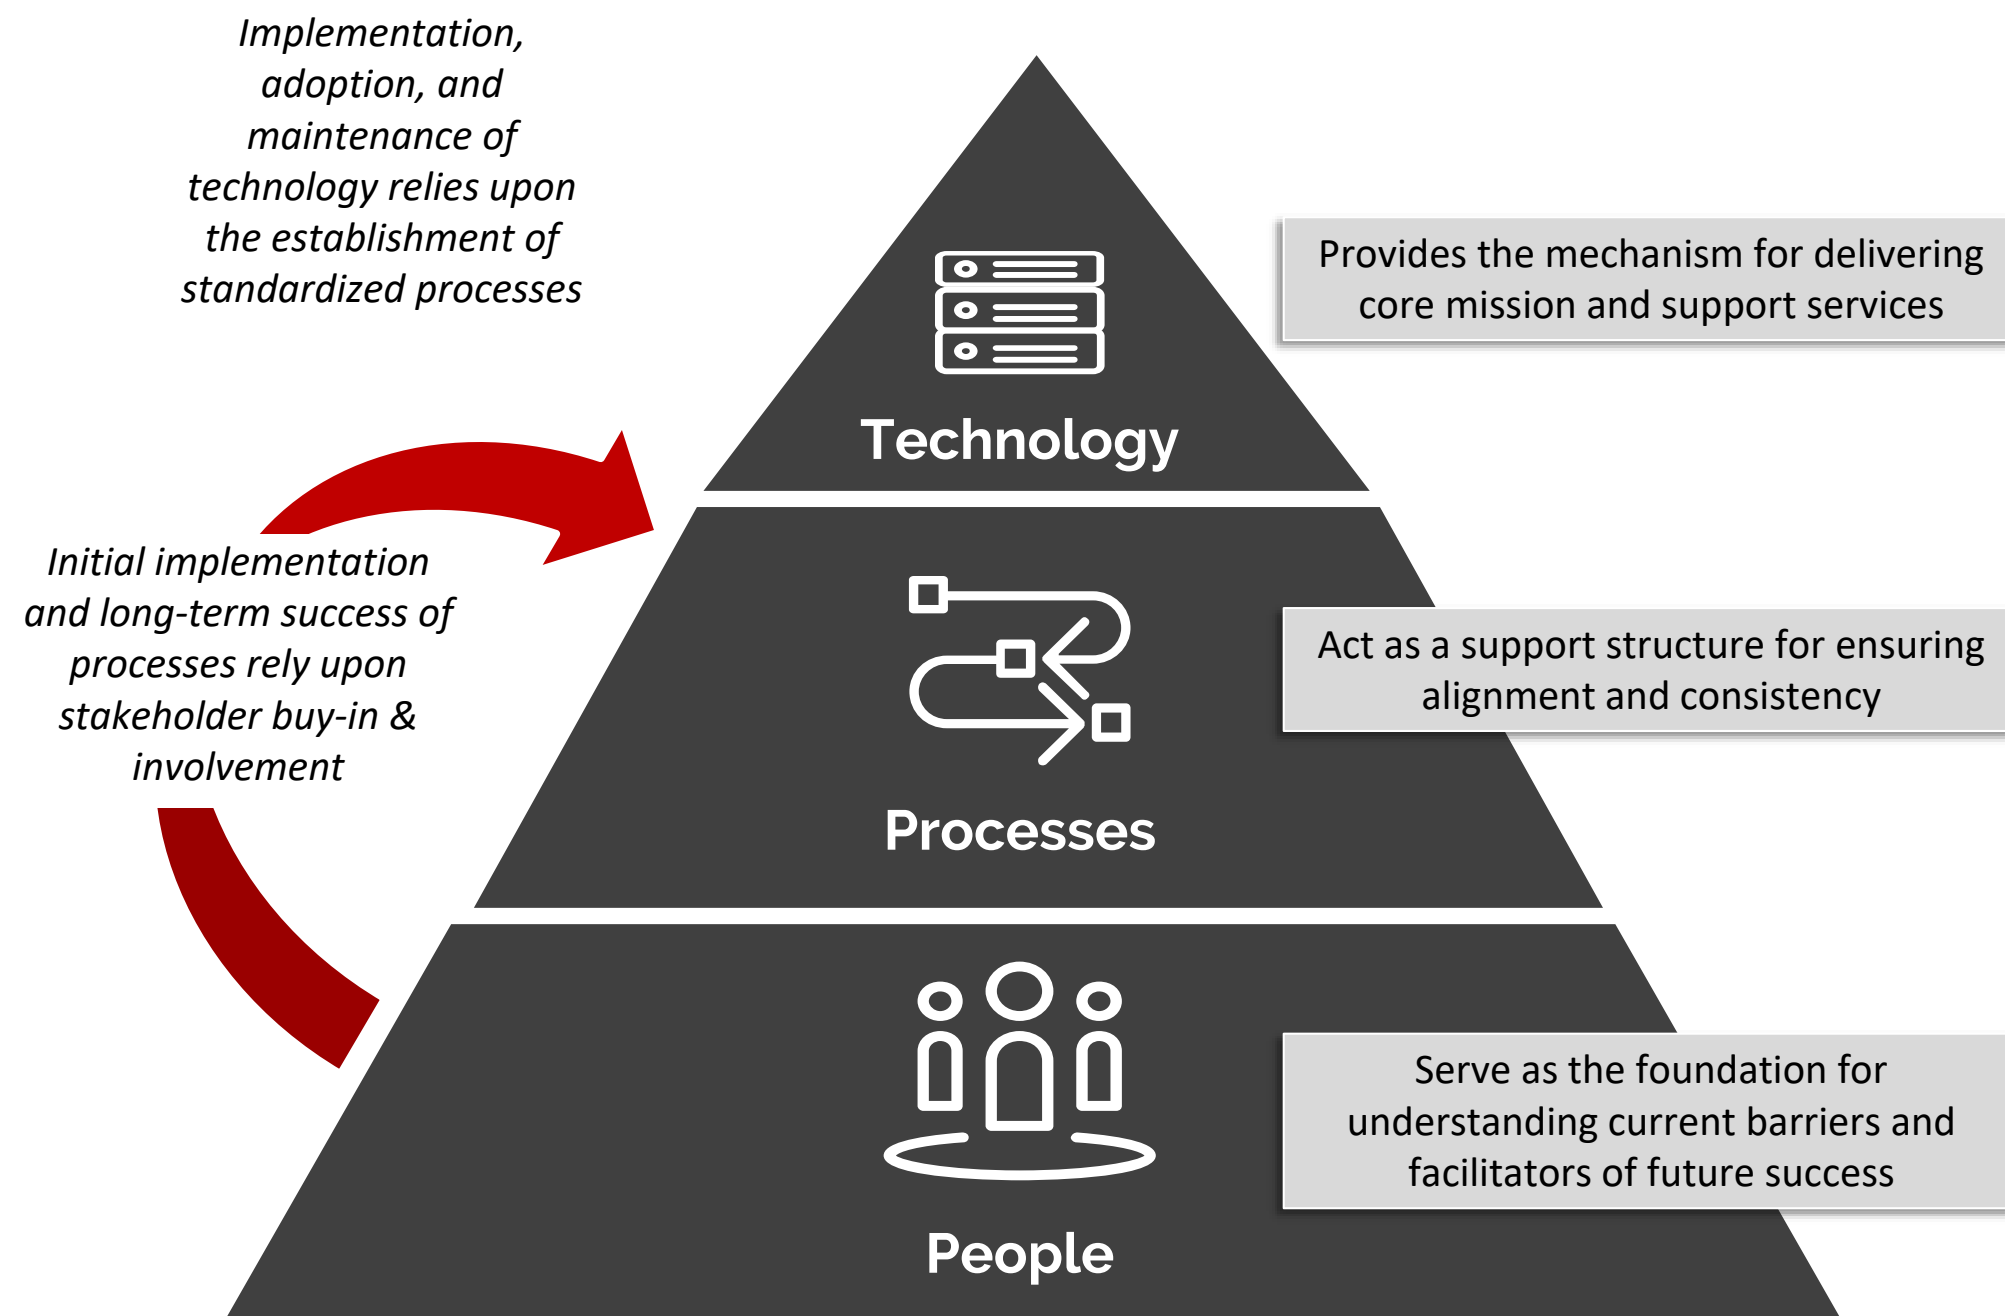 Implementation,
adoption, and
maintenance of
technology relies upon
the establishment of
standardized processes
Provides the mechanism for delivering
core mission and support services
Technology
Initial implementation
and long-term success of
processes rely upon
stakeholder buy-in &
involvement
Act as a support structure for ensuring
alignment and consistency
Processes
Serve as the foundation for
understanding current barriers and
facilitators of future success
People